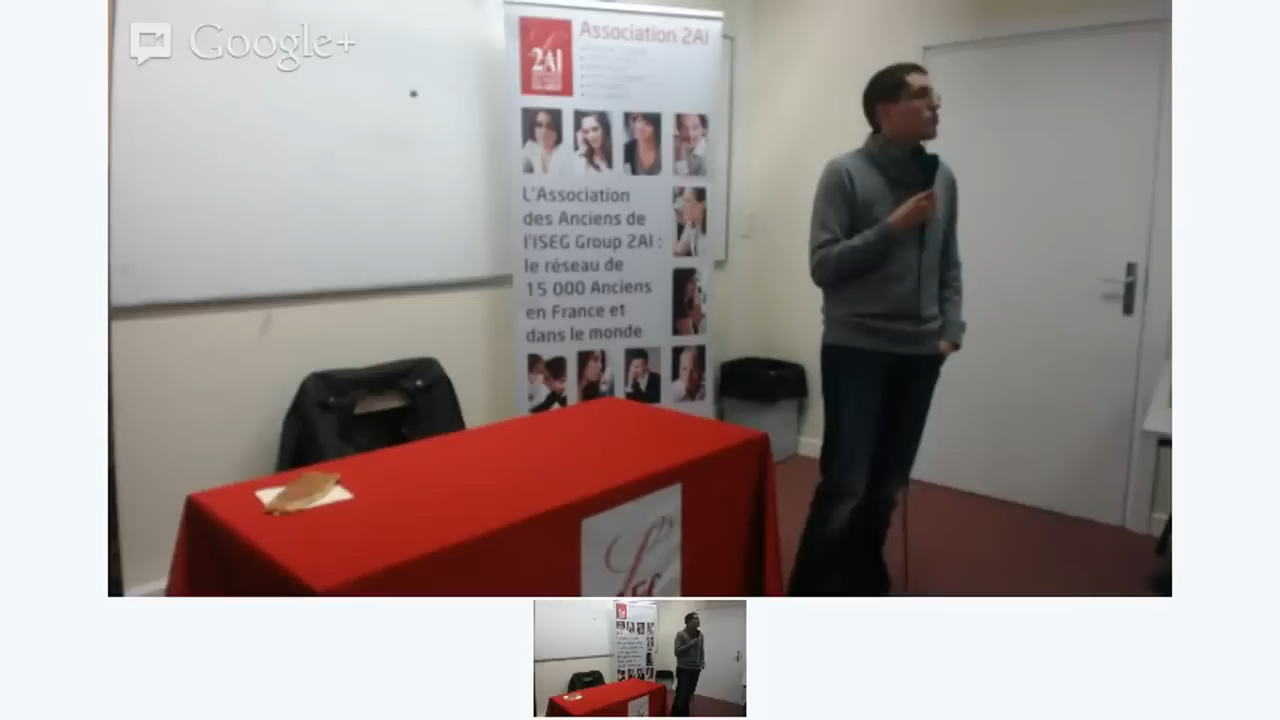 Google+
Association 2AI
2AI
L'Association
des Anciens de
l'ISEG Group 2AI :
le réseau de
15 000 Anciens
en France et
dans le monde